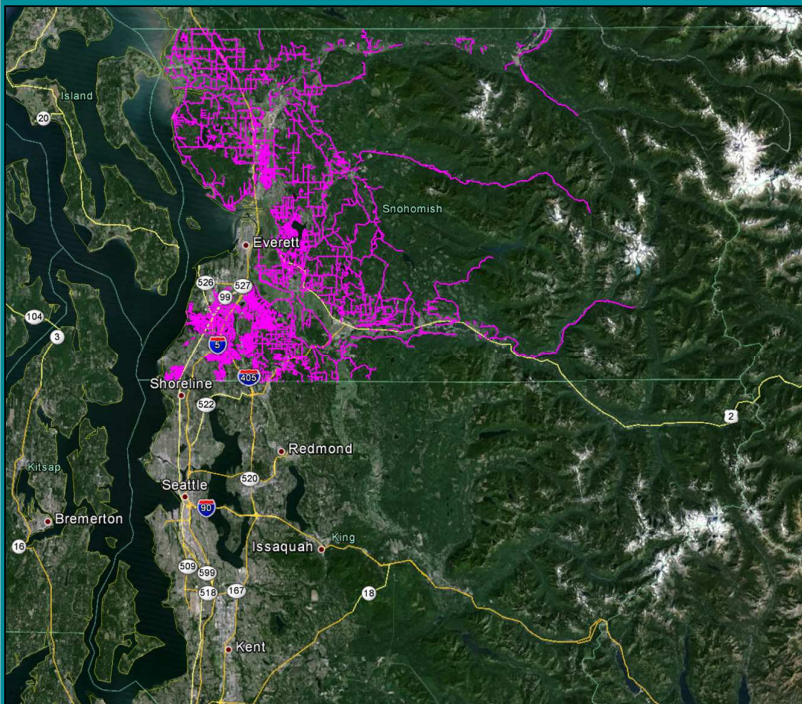 Island
20
Snohomish
Everett
526
527
99
104
3
5
405
Shoreline
522
2
Redmond
Kitsap
520
Seattle
90
Bremerton
16
Issaquah
King
509
599
518
167
18
Kent